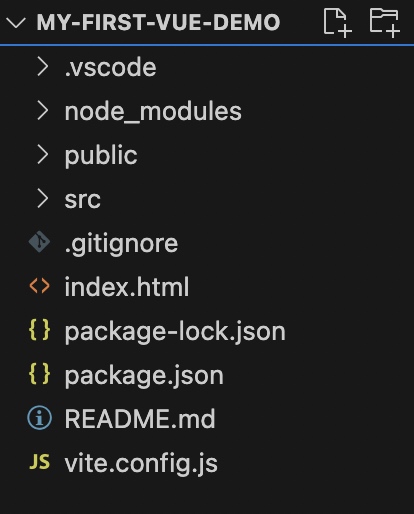 MY-FIRST-VUE-DEMO
.vscode
node_modules
public
src
.gitignore
<> index.html
{} package-lock.json
{} package.json
README.md
JS vite.config.js